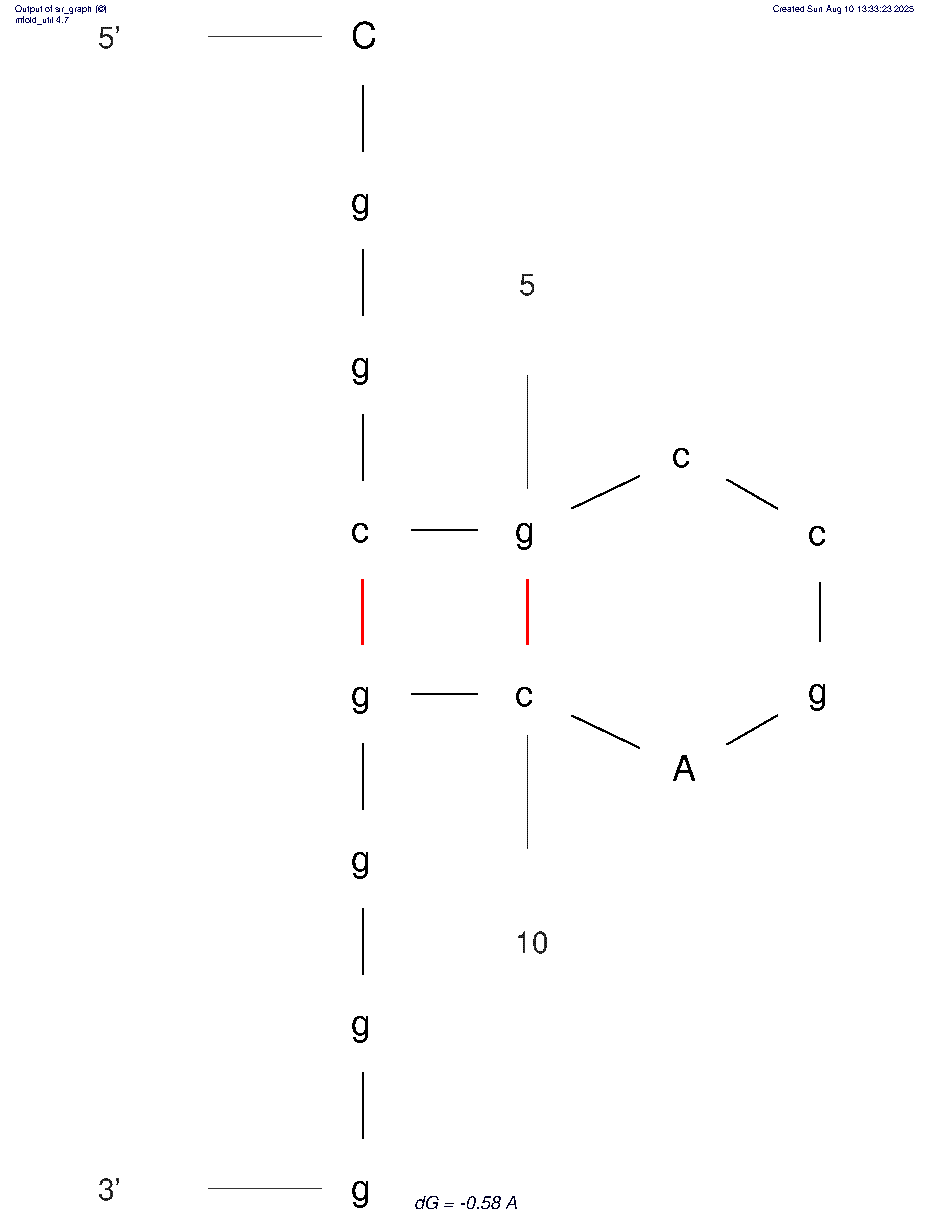 Output of sir_graph (©)
mfold_util 4.7
Created Sun Aug 10 13:33:23 2025
5’ C
g
5
g
c
c g c
g c g
A
g
10
g
3’ g
dG = -0.58 A